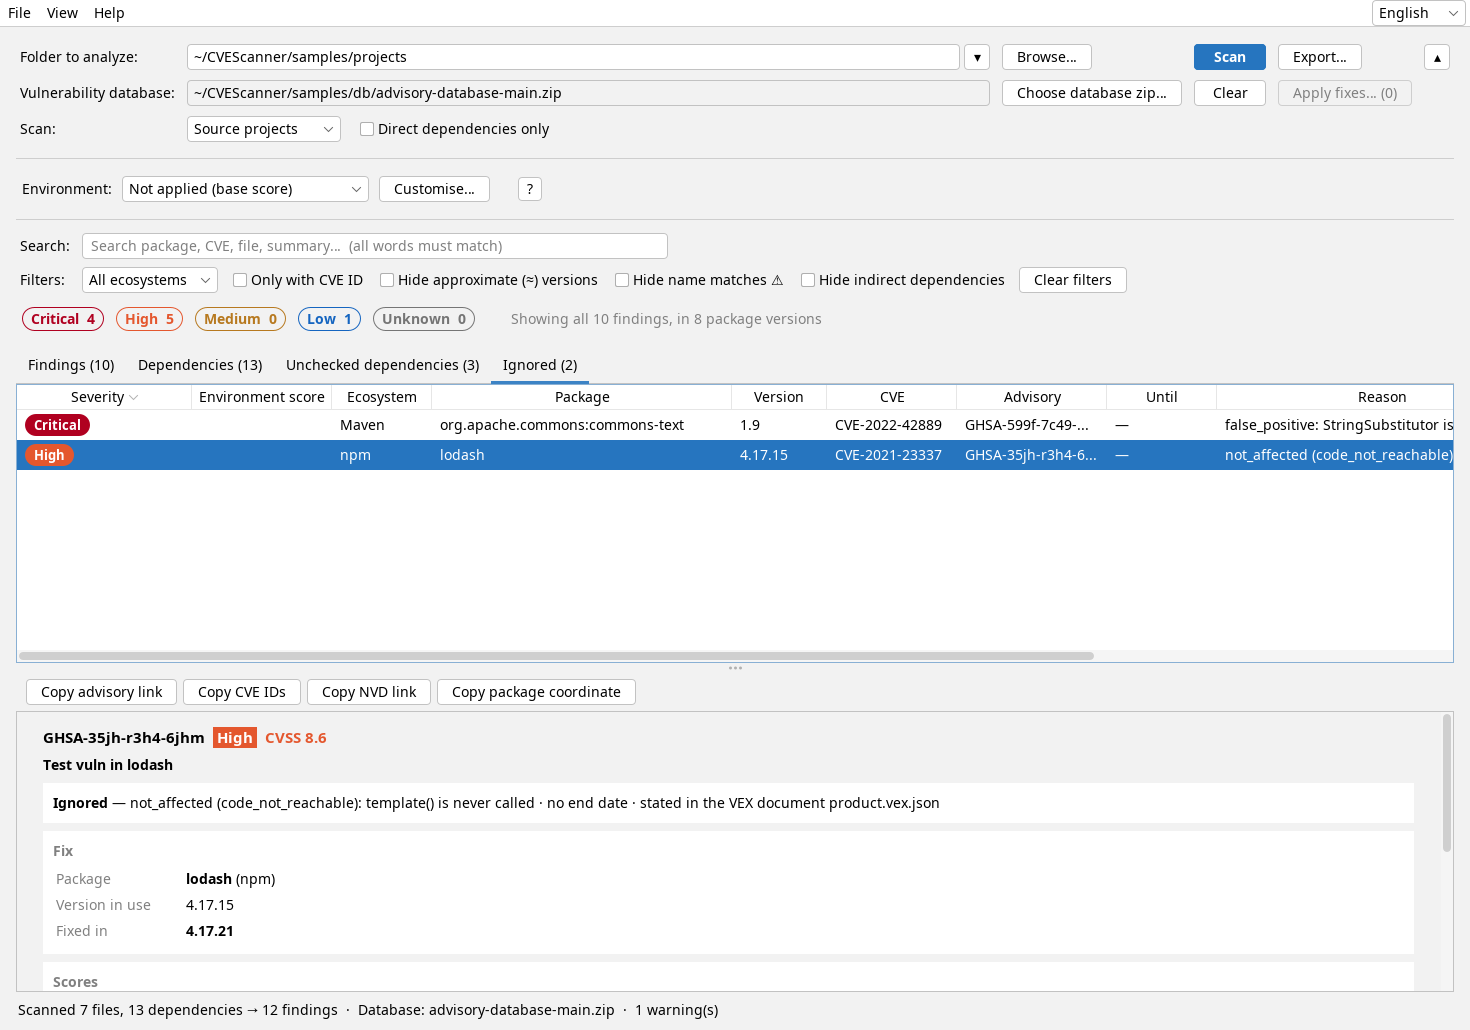 File View Help English
Folder to analyze: ~/CVEScanner/samples/projects ▾ Browse... Scan Export... ▴
Vulnerability database: ~/CVEScanner/samples/db/advisory-database-main.zip Choose database zip... Clear Apply fixes... (0)
Scan: Source projects Direct dependencies only
Environment: Not applied (base score) Customise... ?
Search: Search package, CVE, file, summary... (all words must match)
Filters: All ecosystems Only with CVE ID Hide approximate (≈) versions Hide name matches ⚠ Hide indirect dependencies Clear filters
Critical 4 High 5 Medium 0 Low 1 Unknown 0 Showing all 10 findings, in 8 package versions
Findings (10) Dependencies (13) Unchecked dependencies (3) Ignored (2)
Severity Environment score Ecosystem Package Version CVE Advisory Until Reason
Critical Maven org.apache.commons:commons-text 1.9 CVE-2022-42889 GHSA-599f-7c49-... — false_positive: StringSubstitutor is
High npm lodash 4.17.15 CVE-2021-23337 GHSA-35jh-r3h4-6... — not_affected (code_not_reachable)
Copy advisory link Copy CVE IDs Copy NVD link Copy package coordinate
GHSA-35jh-r3h4-6jhm High CVSS 8.6
Test vuln in lodash
Ignored — not_affected (code_not_reachable): template() is never called · no end date · stated in the VEX document product.vex.json
Fix
Package lodash (npm)
Version in use 4.17.15
Fixed in 4.17.21
Scores
Scanned 7 files, 13 dependencies → 12 findings · Database: advisory-database-main.zip · 1 warning(s)